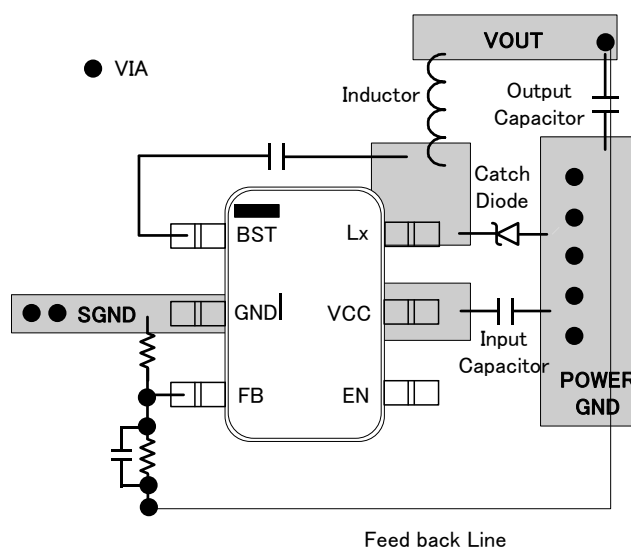 VOUT
VIA
Inductor
Output
Capacitor
Catch
Diode
BST
Lx
SGND
GND
VCC
Input
Capacitor
FB
EN
POWER
GND
Feed back Line